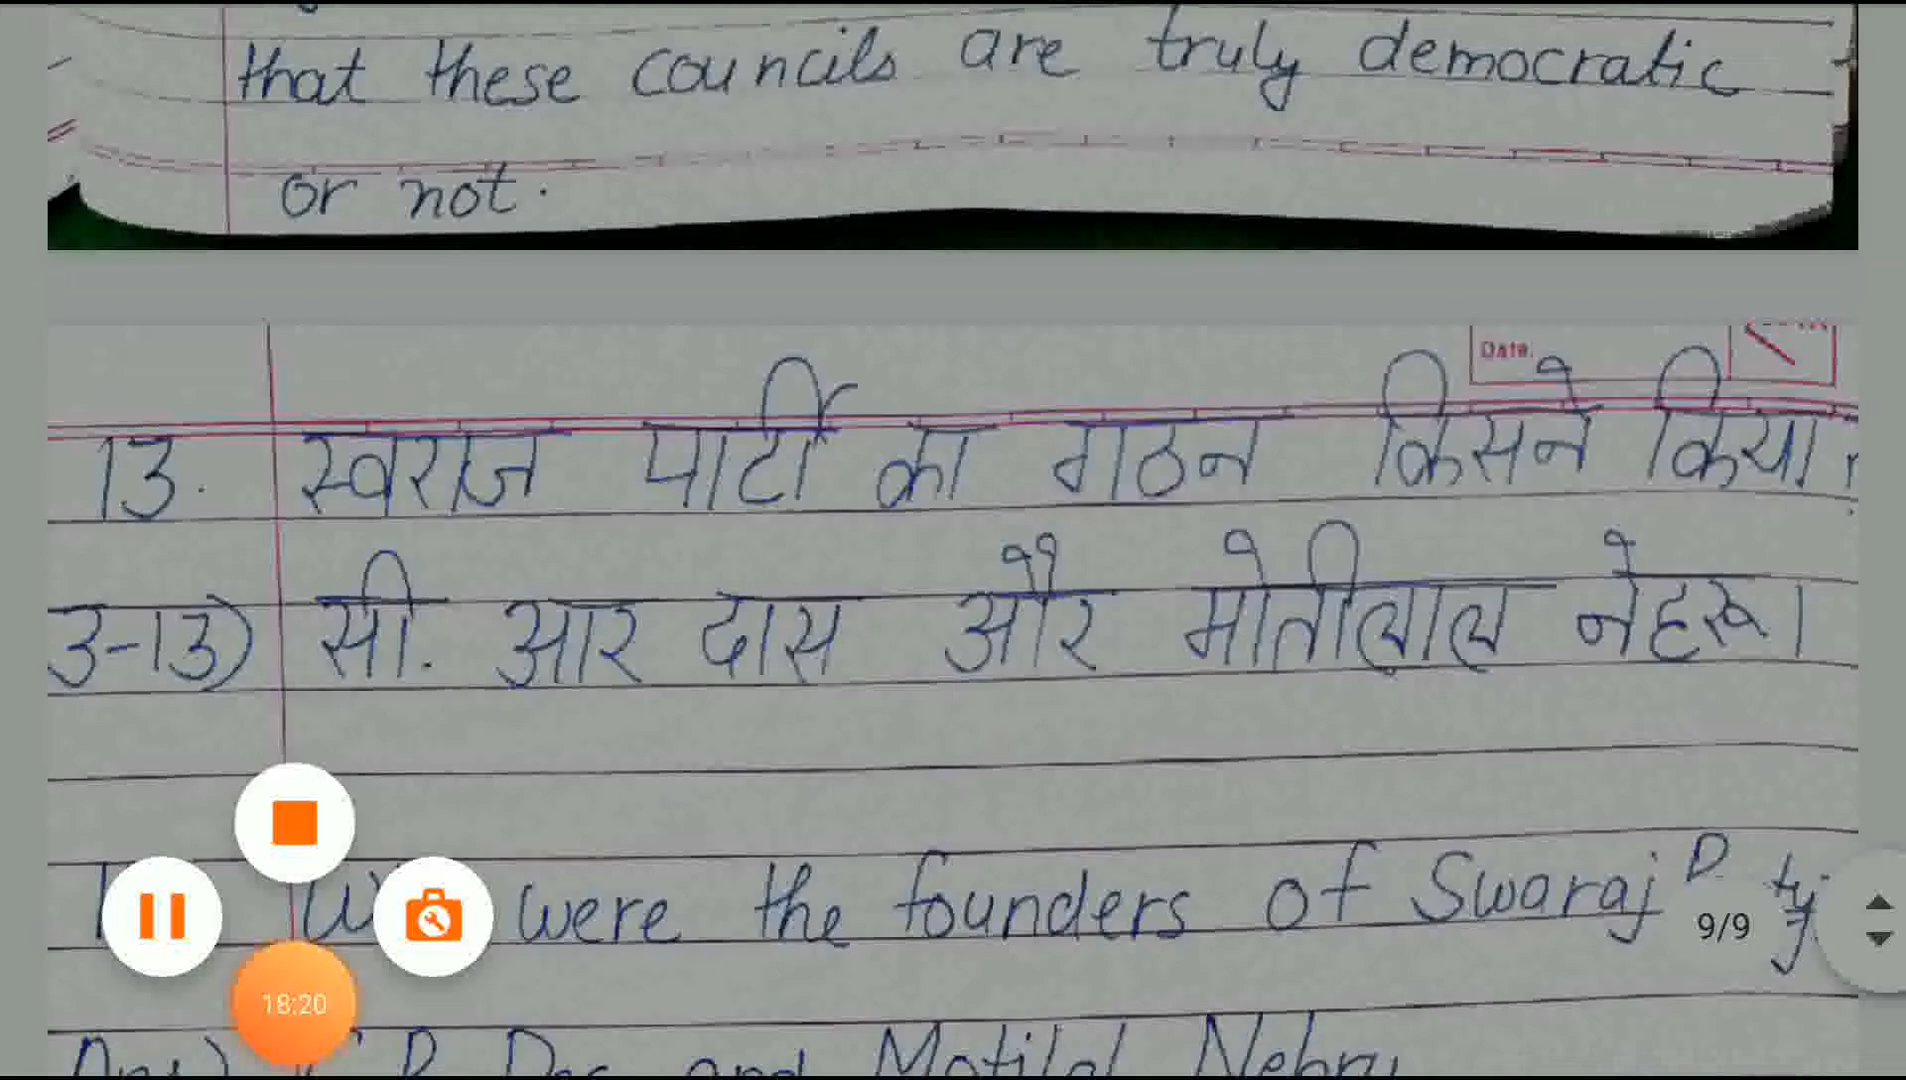 that these councils are truly democratic
or not.
Date.
13. स्वराज पार्टी का गठन किसने किया?
उ-13) सी. आर दास और मोतीलाल नेहरू।
were the founders of Swaraj
9/9
18:20
and Motilal Nehru